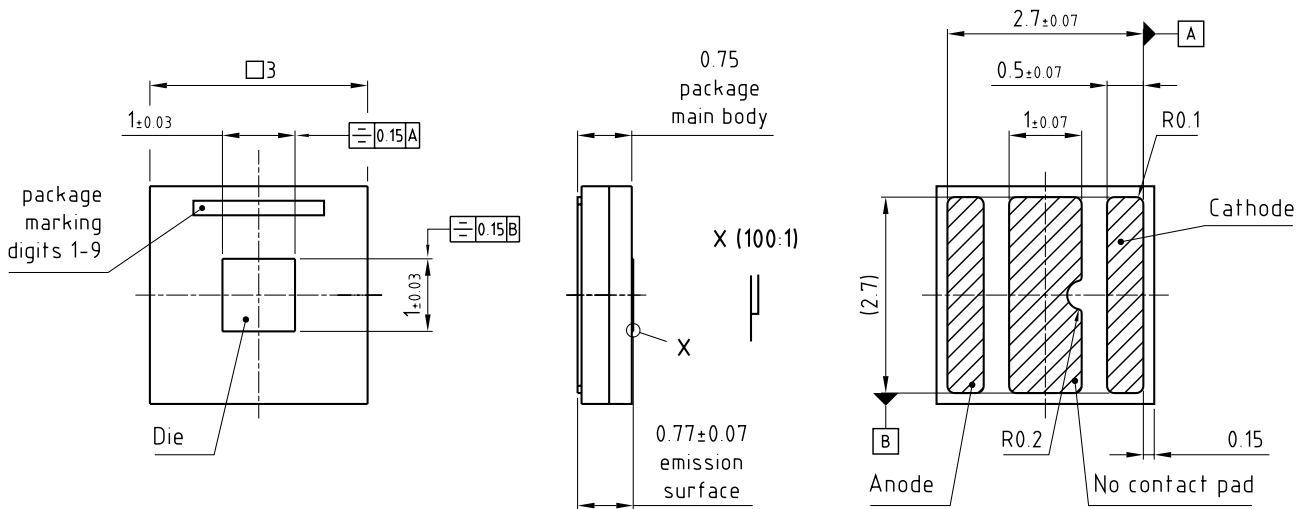 □3
1±0.03
⌯ 0.15 A
package
marking
digits 1-9
⌯ 0.15 B
1±0.03
Die
0.75
package
main body
X (100:1)
X
0.77±0.07
emission
surface
2.7±0.07
A
0.5±0.07
1±0.07
R0.1
Cathode
(2.7)
B
R0.2
0.15
Anode
No contact pad